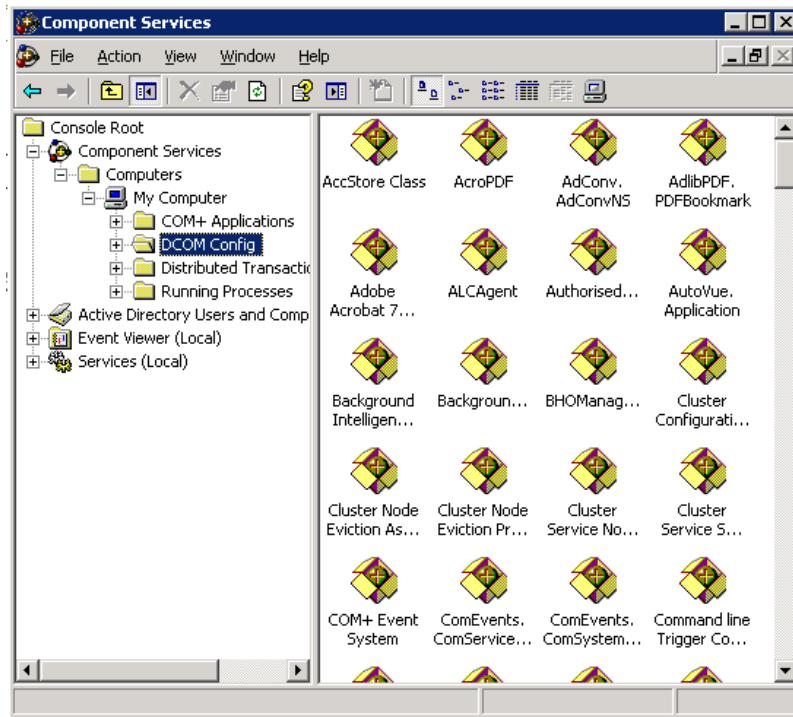 Component Services
File Action View Window Help
Console Root
Component Services
Computers
My Computer
COM+ Applications
DCOM Config
Distributed Transactic
Running Processes
Active Directory Users and Comp
Event Viewer (Local)
Services (Local)
AccStore Class
AcroPDF
AdConv.
AdConvNS
AdlibPDF.
PDFBookmark
Adobe
Acrobat 7...
ALCAgent
Authorised...
AutoVue.
Application
Background
Intelligen...
Backgroun...
BHOManag...
Cluster
Configurati...
Cluster Node
Eviction As...
Cluster Node
Eviction Pr...
Cluster
Service No...
Cluster
Service S...
COM+ Event
System
ComEvents.
ComService...
ComEvents.
ComSystem...
Command line
Trigger Co...